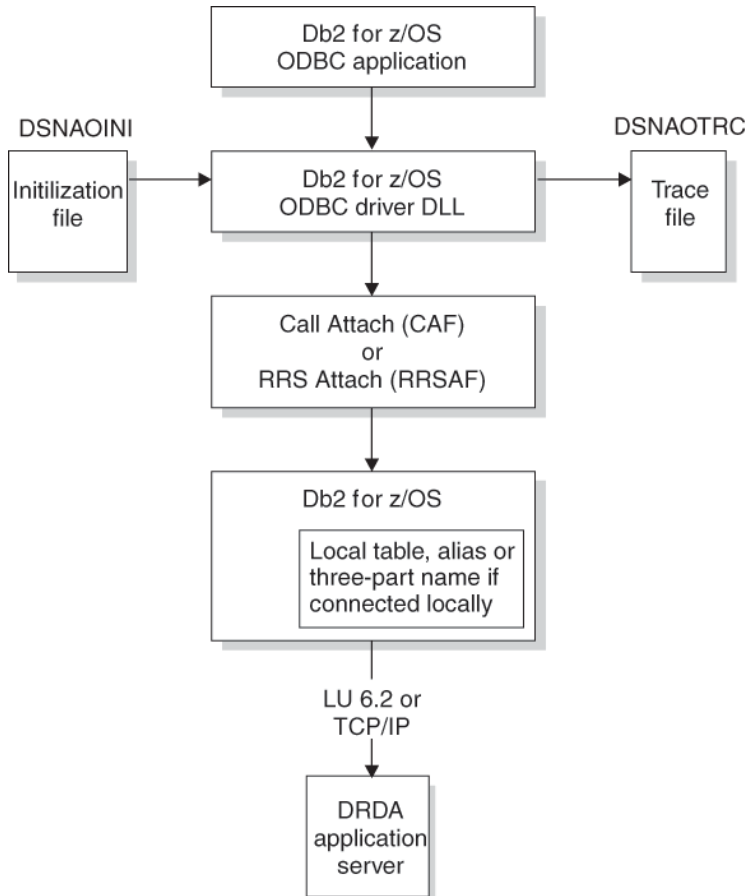 Db2 for z/OS
ODBC application
DSNAOINI
DSNAOTRC
Initilization
file
Db2 for z/OS
ODBC driver DLL
Trace
file
Call Attach (CAF)
or
RRS Attach (RRSAF)
Db2 for z/OS
Local table, alias or
three-part name if
connected locally
LU 6.2 or
TCP/IP
DRDA
application
server